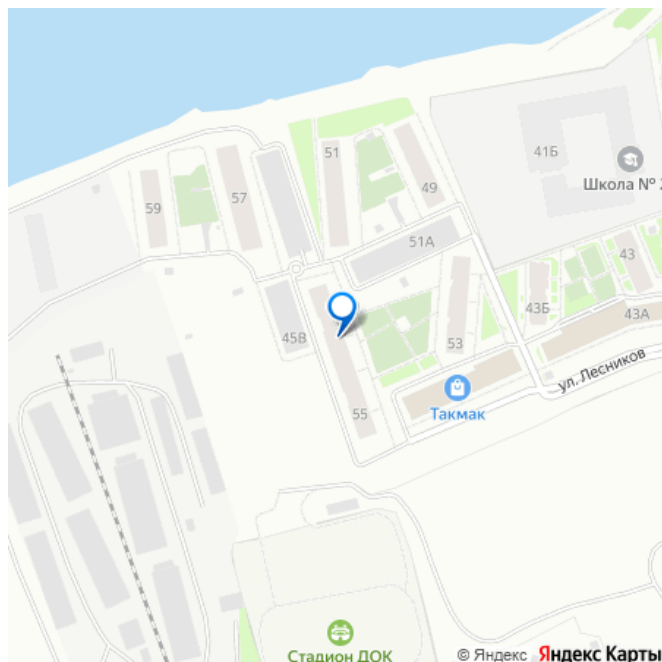 51
41Б
57
49
Школа № 2
59
51А
43
45В
43Б
43А
53
ул. Лесников
Такмак
55
Стадион ДОК
© Яндекс Яндекс Карты